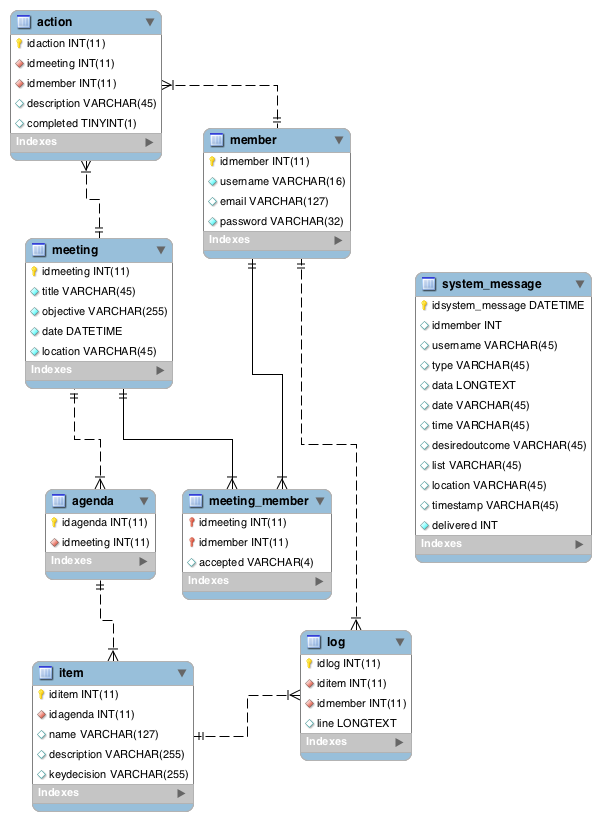 action
idaction INT(11)
idmeeting INT(11)
idmember INT(11)
description VARCHAR(45)
completed TINYINT(1)
Indexes
member
idmember INT(11)
username VARCHAR(16)
email VARCHAR(127)
password VARCHAR(32)
Indexes
meeting
idmeeting INT(11)
title VARCHAR(45)
objective VARCHAR(255)
date DATETIME
location VARCHAR(45)
Indexes
system_message
idsystem_message DATETIME
idmember INT
username VARCHAR(45)
type VARCHAR(45)
data LONGTEXT
date VARCHAR(45)
time VARCHAR(45)
desiredoutcome VARCHAR(45)
list VARCHAR(45)
location VARCHAR(45)
timestamp VARCHAR(45)
delivered INT
Indexes
agenda
idagenda INT(11)
idmeeting INT(11)
Indexes
meeting_member
idmeeting INT(11)
idmember INT(11)
accepted VARCHAR(4)
Indexes
item
iditem INT(11)
idagenda INT(11)
name VARCHAR(127)
description VARCHAR(255)
keydecision VARCHAR(255)
Indexes
log
idlog INT(11)
iditem INT(11)
idmember INT(11)
line LONGTEXT
Indexes